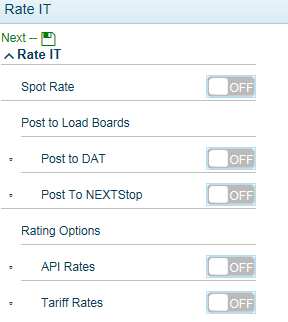 Rate IT
Next --
Rate IT
Spot Rate OFF
Post to Load Boards
Post to DAT OFF
Post To NEXTStop OFF
Rating Options
API Rates OFF
Tariff Rates OFF